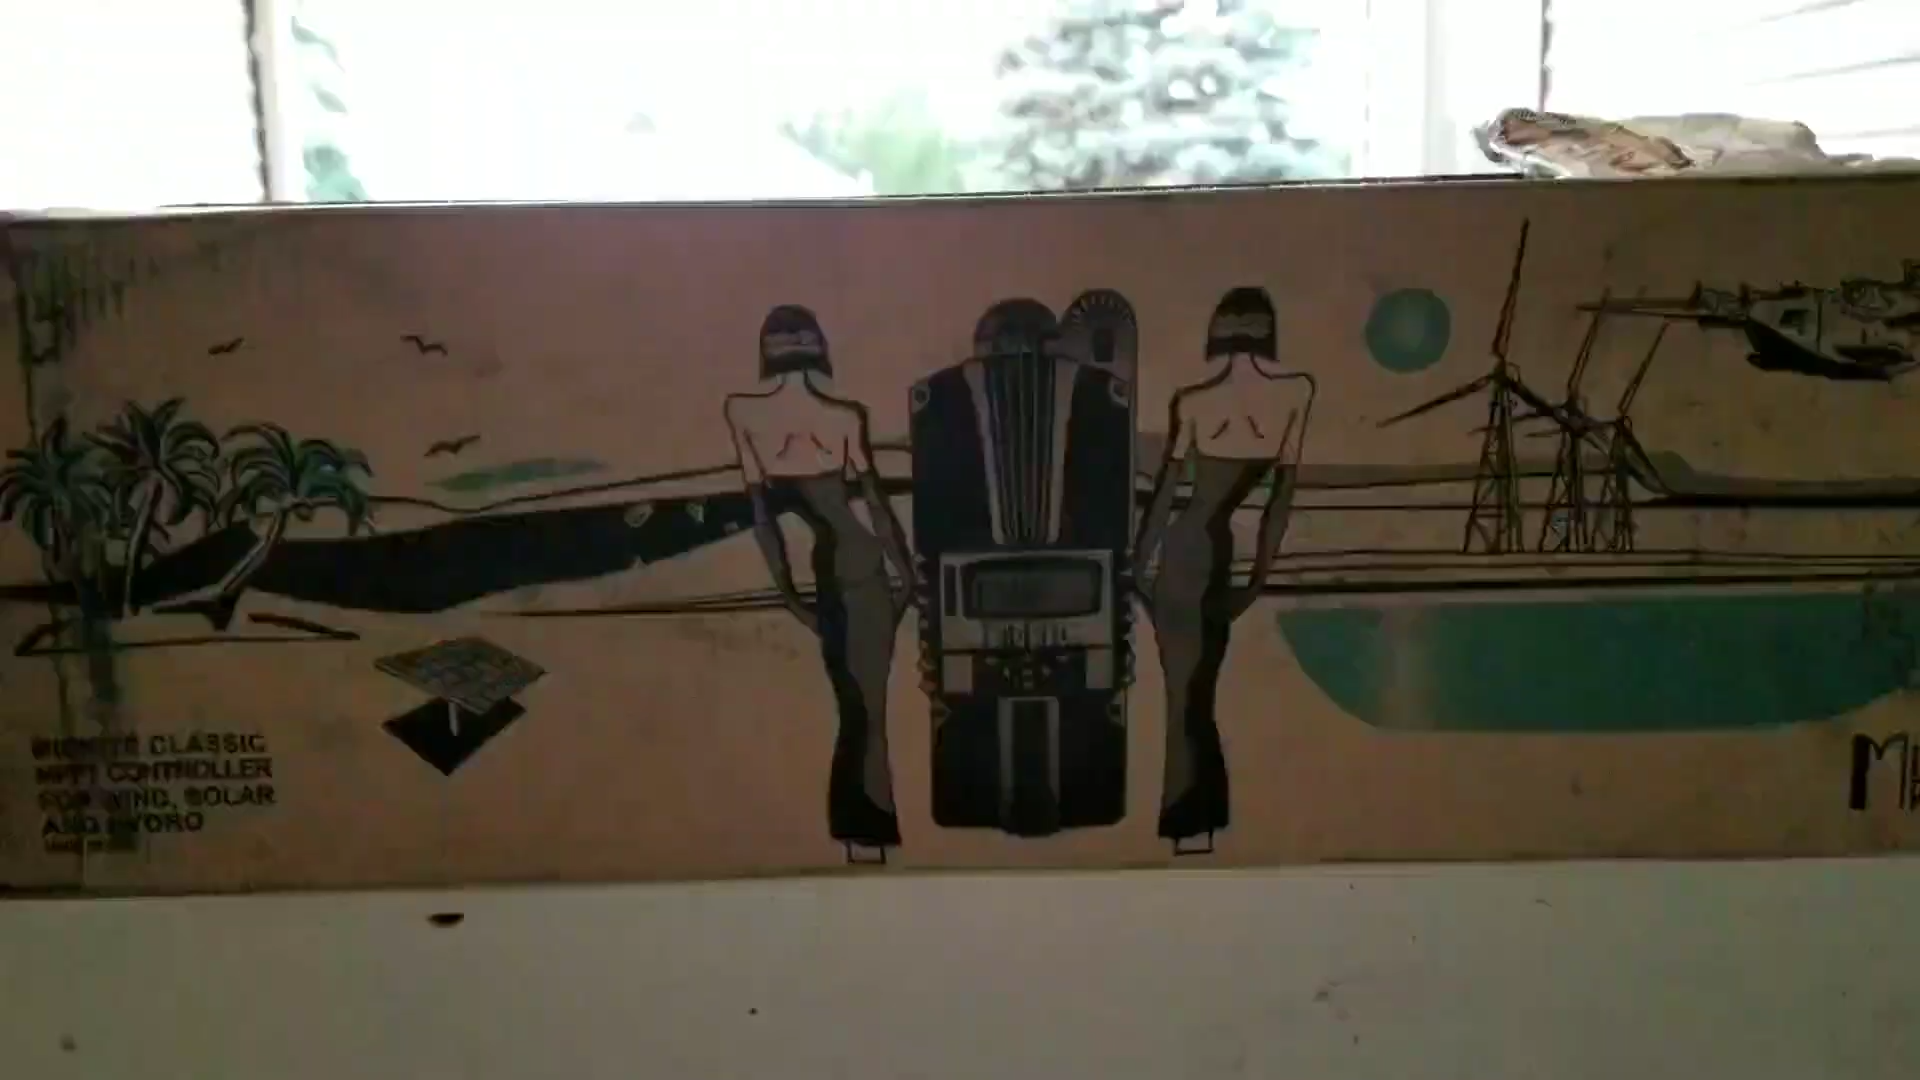 MIDNITE CLASSIC
MPPT CONTROLLER
FOR WIND, SOLAR
AND HYDRO